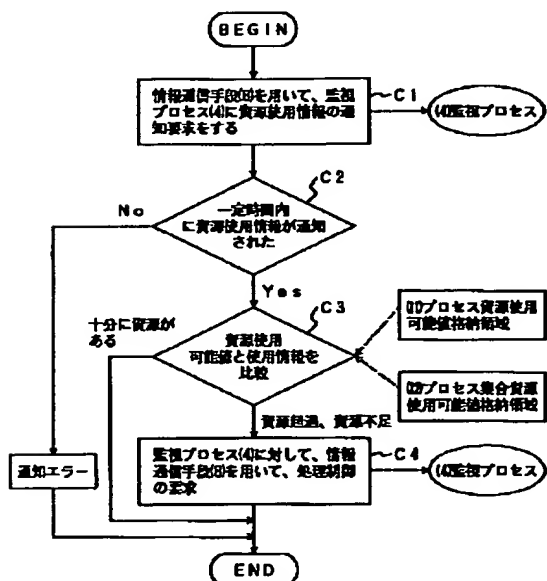 BEGIN
情報通信手段(8)を用いて、監視
プロセス(4)に資源使用情報の通
知要求をする
C1
(4)監視プロセス
C2
No
一定時間内
に資源使用情報が通知
された
Yes
C3
十分に資源が
ある
資源使用
可能値と使用情報を
比較
プロセス資源使用
可能値格納領域
プロセス集合資源
使用可能値格納領域
資源超過、資源不足
C4
監視プロセス(4)に対して、情報
通信手段(8)を用いて、処理制御
の要求
(4)監視プロセス
通知エラー
END